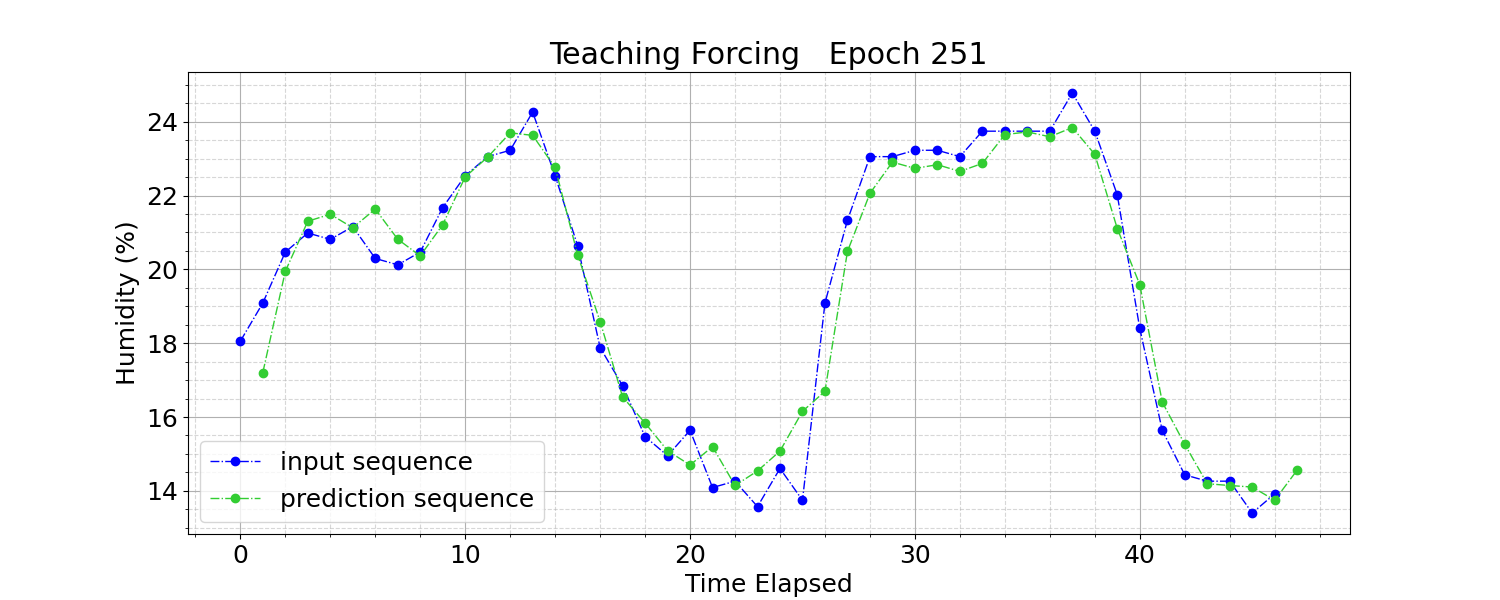 Teaching Forcing   Epoch 251
Humidity (%)
24
22
20
18
16
14
input sequence
prediction sequence
0 10 20 30 40
Time Elapsed